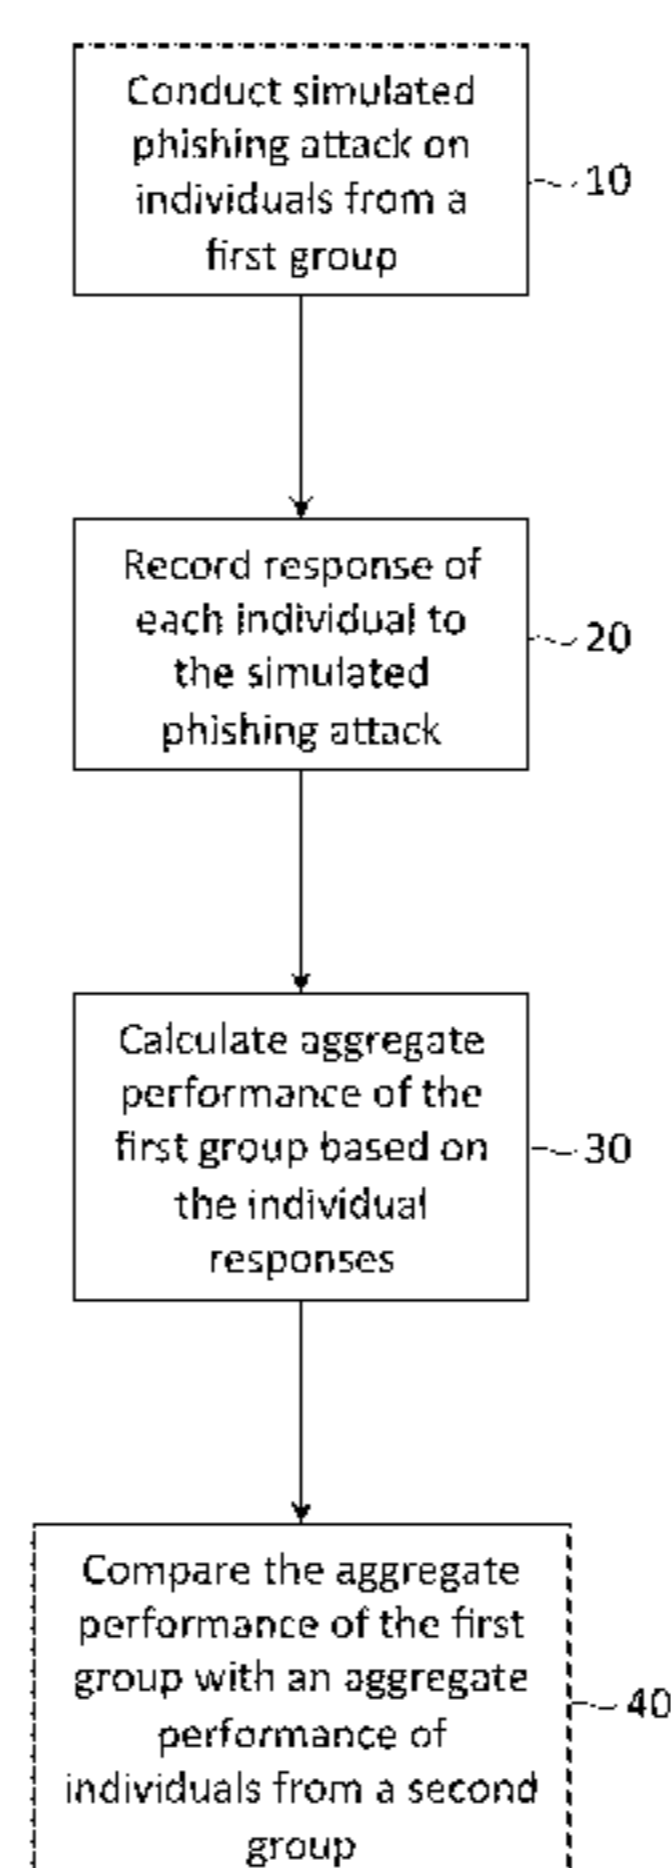 Conduct simulated
phishing attack on
individuals from a
first group
10
Record response of
each individual to
the simulated
phishing attack
20
Calculate aggregate
performance of the
first group based on
the individual
responses
30
Compare the aggregate
performance of the first
group with an aggregate
performance of
individuals from a second
group
40